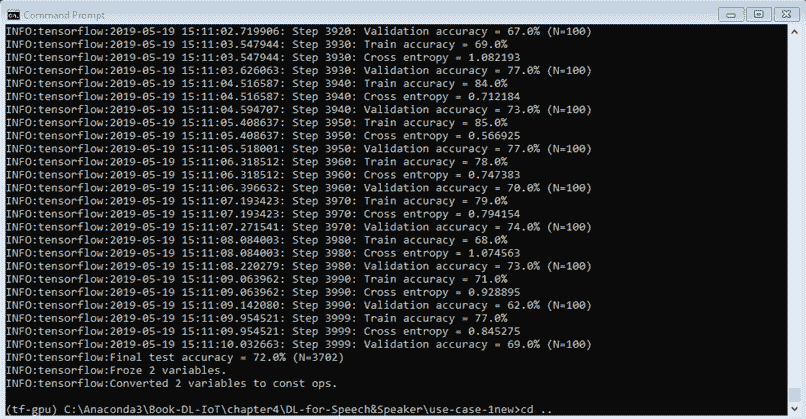 Command Prompt
INFO:tensorflow:2019-05-19 15:11:02.719906: Step 3920: Validation accuracy = 67.0% (N=100)
INFO:tensorflow:2019-05-19 15:11:03.547944: Step 3930: Train accuracy = 69.0%
INFO:tensorflow:2019-05-19 15:11:03.547944: Step 3930: Cross entropy = 1.082193
INFO:tensorflow:2019-05-19 15:11:03.626063: Step 3930: Validation accuracy = 77.0% (N=100)
INFO:tensorflow:2019-05-19 15:11:04.516587: Step 3940: Train accuracy = 84.0%
INFO:tensorflow:2019-05-19 15:11:04.516587: Step 3940: Cross entropy = 0.712184
INFO:tensorflow:2019-05-19 15:11:04.594707: Step 3940: Validation accuracy = 73.0% (N=100)
INFO:tensorflow:2019-05-19 15:11:05.408637: Step 3950: Train accuracy = 85.0%
INFO:tensorflow:2019-05-19 15:11:05.408637: Step 3950: Cross entropy = 0.566925
INFO:tensorflow:2019-05-19 15:11:05.518001: Step 3950: Validation accuracy = 77.0% (N=100)
INFO:tensorflow:2019-05-19 15:11:06.318512: Step 3960: Train accuracy = 78.0%
INFO:tensorflow:2019-05-19 15:11:06.318512: Step 3960: Cross entropy = 0.747383
INFO:tensorflow:2019-05-19 15:11:06.396632: Step 3960: Validation accuracy = 70.0% (N=100)
INFO:tensorflow:2019-05-19 15:11:07.193423: Step 3970: Train accuracy = 79.0%
INFO:tensorflow:2019-05-19 15:11:07.193423: Step 3970: Cross entropy = 0.794154
INFO:tensorflow:2019-05-19 15:11:07.271541: Step 3970: Validation accuracy = 74.0% (N=100)
INFO:tensorflow:2019-05-19 15:11:08.084003: Step 3980: Train accuracy = 68.0%
INFO:tensorflow:2019-05-19 15:11:08.084003: Step 3980: Cross entropy = 1.074563
INFO:tensorflow:2019-05-19 15:11:08.220279: Step 3980: Validation accuracy = 73.0% (N=100)
INFO:tensorflow:2019-05-19 15:11:09.063962: Step 3990: Train accuracy = 71.0%
INFO:tensorflow:2019-05-19 15:11:09.063962: Step 3990: Cross entropy = 0.928895
INFO:tensorflow:2019-05-19 15:11:09.142080: Step 3990: Validation accuracy = 62.0% (N=100)
INFO:tensorflow:2019-05-19 15:11:09.954521: Step 3999: Train accuracy = 77.0%
INFO:tensorflow:2019-05-19 15:11:09.954521: Step 3999: Cross entropy = 0.845275
INFO:tensorflow:2019-05-19 15:11:10.032663: Step 3999: Validation accuracy = 69.0% (N=100)
INFO:tensorflow:Final test accuracy = 72.0% (N=3702)
INFO:tensorflow:Froze 2 variables.
INFO:tensorflow:Converted 2 variables to const ops.
(tf-gpu) C:\Anaconda3\Book-DL-IoT\chapter4\DL-for-Speech&Speaker\use-case-1new>cd ..